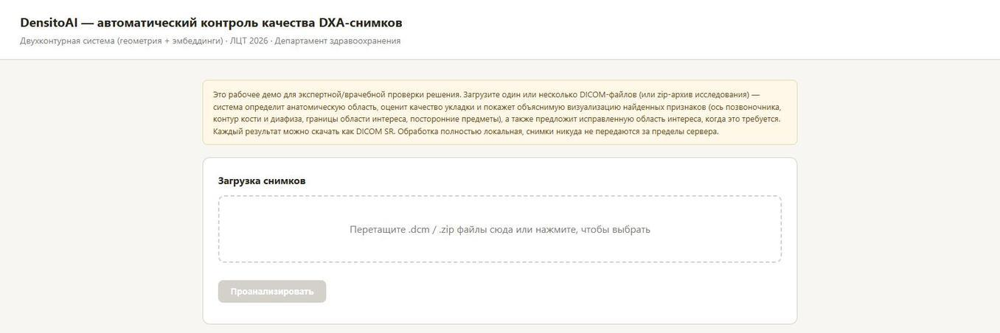 DensitoAI — автоматический контроль качества DXA-снимков
Двухконтурная система (геометрия + эмбеддинги) · ЛЦТ 2026 · Департамент здравоохранения
Это рабочее демо для экспертной/врачебной проверки решения. Загрузите один или несколько DICOM-файлов (или zip-архив исследования) —
система определит анатомическую область, оценит качество укладки и покажет объяснимую визуализацию найденных признаков (ось позвоночника,
контур кости и диафиза, границы области интереса, посторонние предметы), а также предложит исправленную область интереса, когда это требуется.
Каждый результат можно скачать как DICOM SR. Обработка полностью локальная, снимки никуда не передаются за пределы сервера.
Загрузка снимков
Перетащите .dcm / .zip файлы сюда или нажмите, чтобы выбрать
Проанализировать